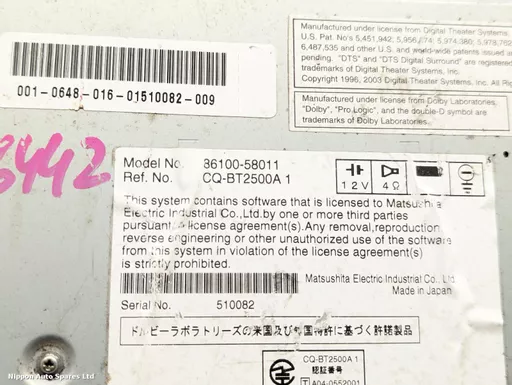 Manufactured under license from Digital Theater Systems,
U.S. Pat. No's 5,451,942; 5,956,674; 5,974,380; 5,978,762
6,487,535 and other U.S. and world-wide patents issued
pending. "DTS" and "DTS Digital Surround" are registered
trademarks of Digital Theater Systems, Inc.
Copyright 1996, 2003 Digital Theater Systems, Inc. All Rig
Manufactured under license from Dolby Laboratories.
"Dolby", "Pro Logic", and the double-D symbol are
trademarks of Dolby Laboratories.
001-0648-016-01510082-009
8442
Model No. 86100-58011
Ref. No. CQ-BT2500A 1
12V 4Ω
This system contains software that is licensed to Matsushita
Electric Industrial Co.,Ltd.by one or more third parties
pursuant license agreement(s). Any removal,reproduction
reverse engineering or other unauthorized use of the software
from this system in violation of the license agreement(s)
is strictly prohibited.
Matsushita Electric Industrial Co., Ltd
Made in Japan
Serial No. 510082
ドルビーラボラトリーズの米国及び外国特許に基づく許諾製品
CQ-BT2500A 1
認証番号
T A04-0552001
Nippon Auto Spares Ltd